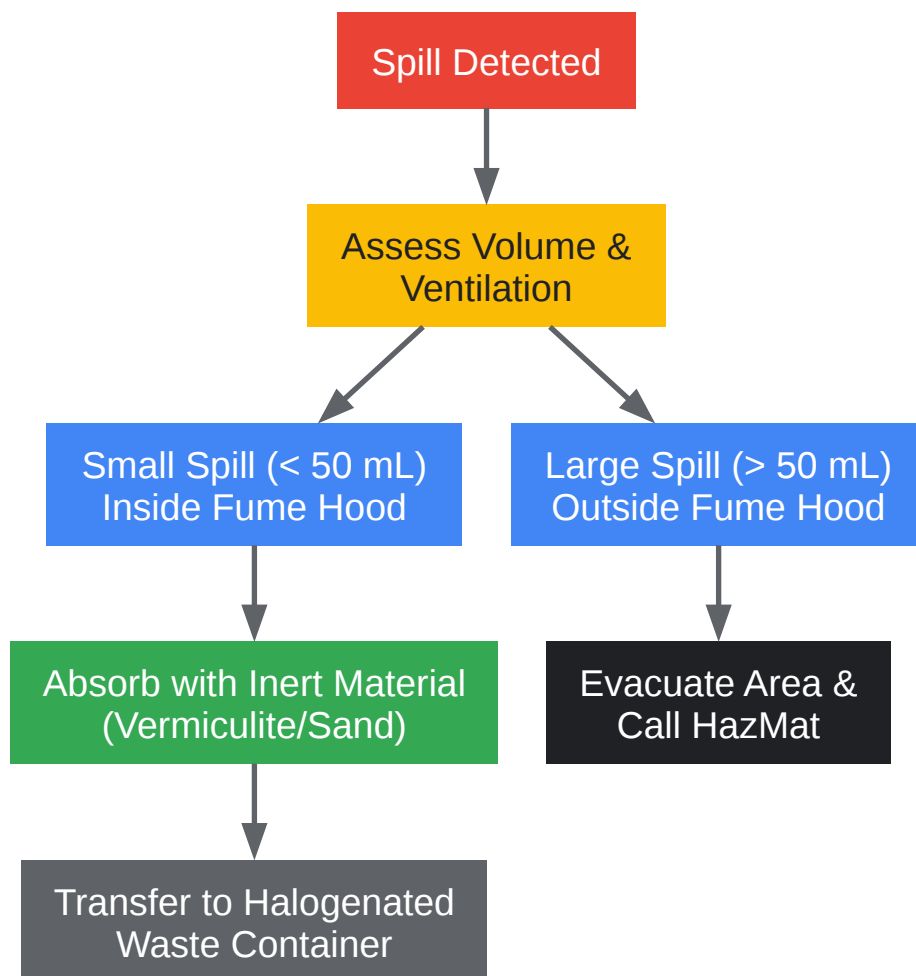 Spill Detected
Assess Volume &
Ventilation
Small Spill (< 50 mL)
Inside Fume Hood
Large Spill (> 50 mL)
Outside Fume Hood
Absorb with Inert Material
(Vermiculite/Sand)
Evacuate Area &
Call HazMat
Transfer to Halogenated
Waste Container